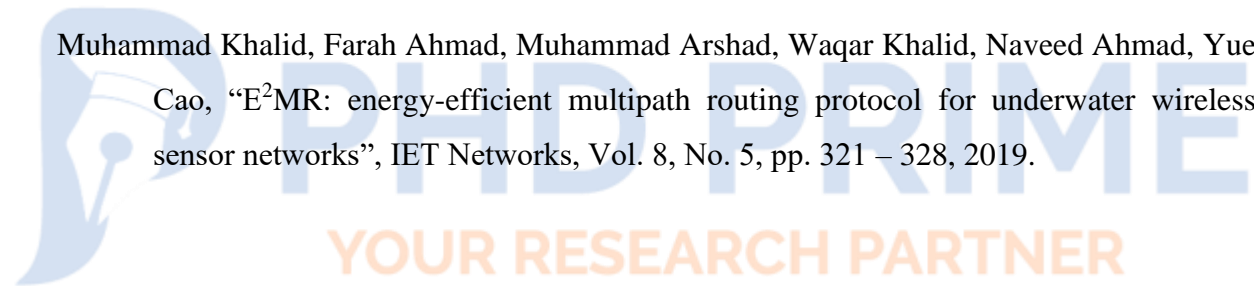 Muhammad Khalid, Farah Ahmad, Muhammad Arshad, Waqar Khalid, Naveed Ahmad, Yue
Cao, “E²MR: energy-efficient multipath routing protocol for underwater wireless
sensor networks”, IET Networks, Vol. 8, No. 5, pp. 321 – 328, 2019.
PHD PRIME
YOUR RESEARCH PARTNER